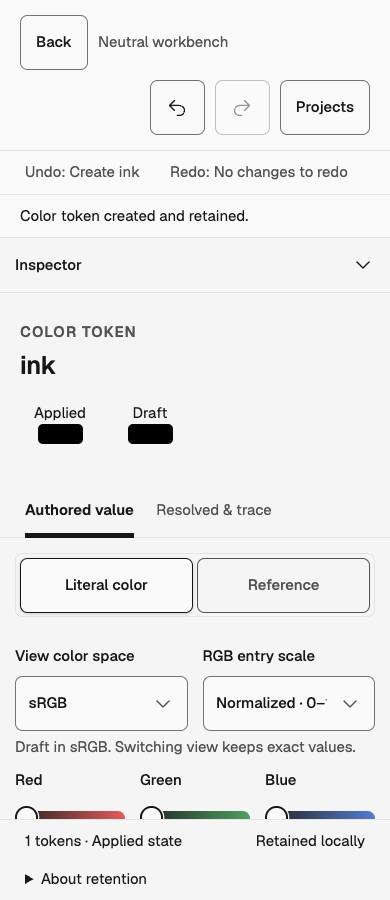 Back Neutral workbench
Projects
Undo: Create ink Redo: No changes to redo
Color token created and retained.
Inspector
COLOR TOKEN
ink
Applied Draft
Authored value Resolved & trace
Literal color Reference
View color space RGB entry scale
sRGB Normalized · 0–
Draft in sRGB. Switching view keeps exact values.
Red Green Blue
1 tokens · Applied state Retained locally
About retention